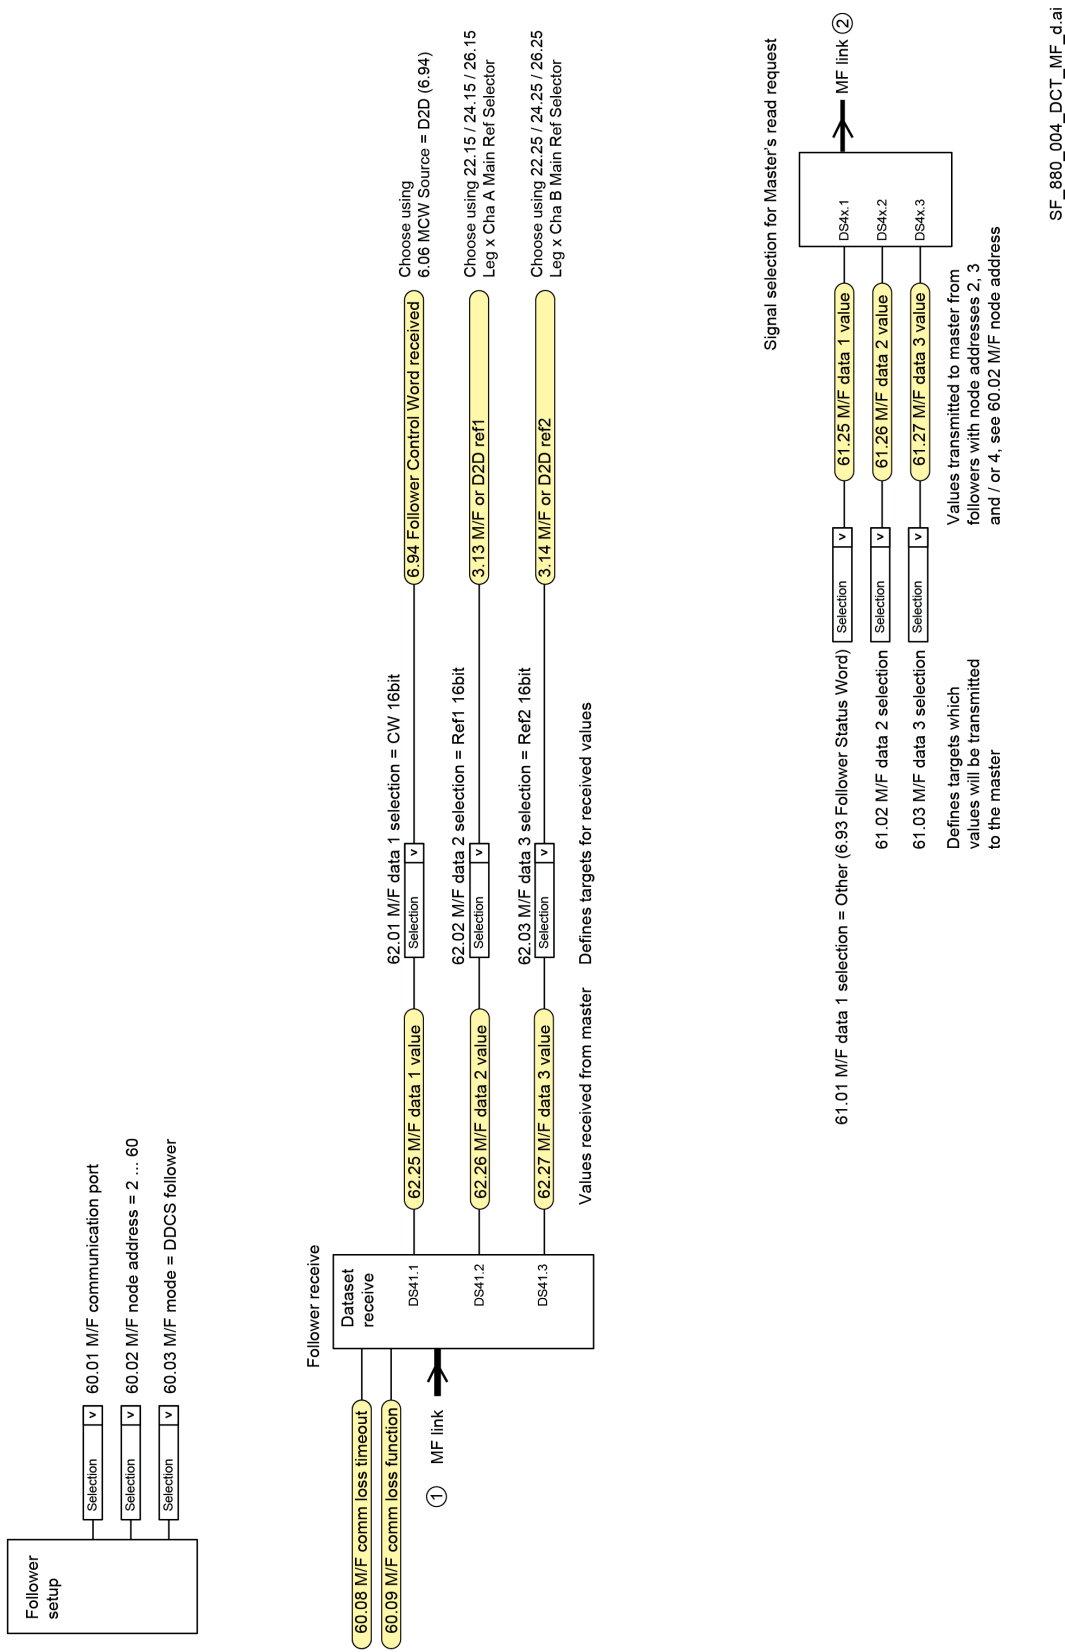 Follower
setup
Selection v 60.01 M/F communication port
Selection v 60.02 M/F node address = 2 ... 60
Selection v 60.03 M/F mode = DDCS follower
Follower receive
60.08 M/F comm loss timeout
60.09 M/F comm loss function
1 MF link
Dataset
receive
DS41.1
DS41.2
DS41.3
62.25 M/F data 1 value
62.26 M/F data 2 value
62.27 M/F data 3 value
Values received from master
62.01 M/F data 1 selection = CW 16bit
Selection v
62.02 M/F data 2 selection = Ref1 16bit
Selection v
62.03 M/F data 3 selection = Ref2 16bit
Selection v
Defines targets for received values
6.94 Follower Control Word received
3.13 M/F or D2D ref1
3.14 M/F or D2D ref2
Choose using
6.06 MCW Source = D2D (6.94)
Choose using 22.15 / 24.15 / 26.15
Leg x Cha A Main Ref Selector
Choose using 22.25 / 24.25 / 26.25
Leg x Cha B Main Ref Selector
Signal selection for Master's read request
61.01 M/F data 1 selection = Other (6.93 Follower Status Word) Selection v
61.02 M/F data 2 selection Selection v
61.03 M/F data 3 selection Selection v
Defines targets which
values will be transmitted
to the master
61.25 M/F data 1 value
61.26 M/F data 2 value
61.27 M/F data 3 value
Values transmitted to master from
followers with node addresses 2, 3
and / or 4, see 60.02 M/F node address
DS4x.1
DS4x.2
DS4x.3
MF link 2
SF_880_004_DCT_MF_d.ai